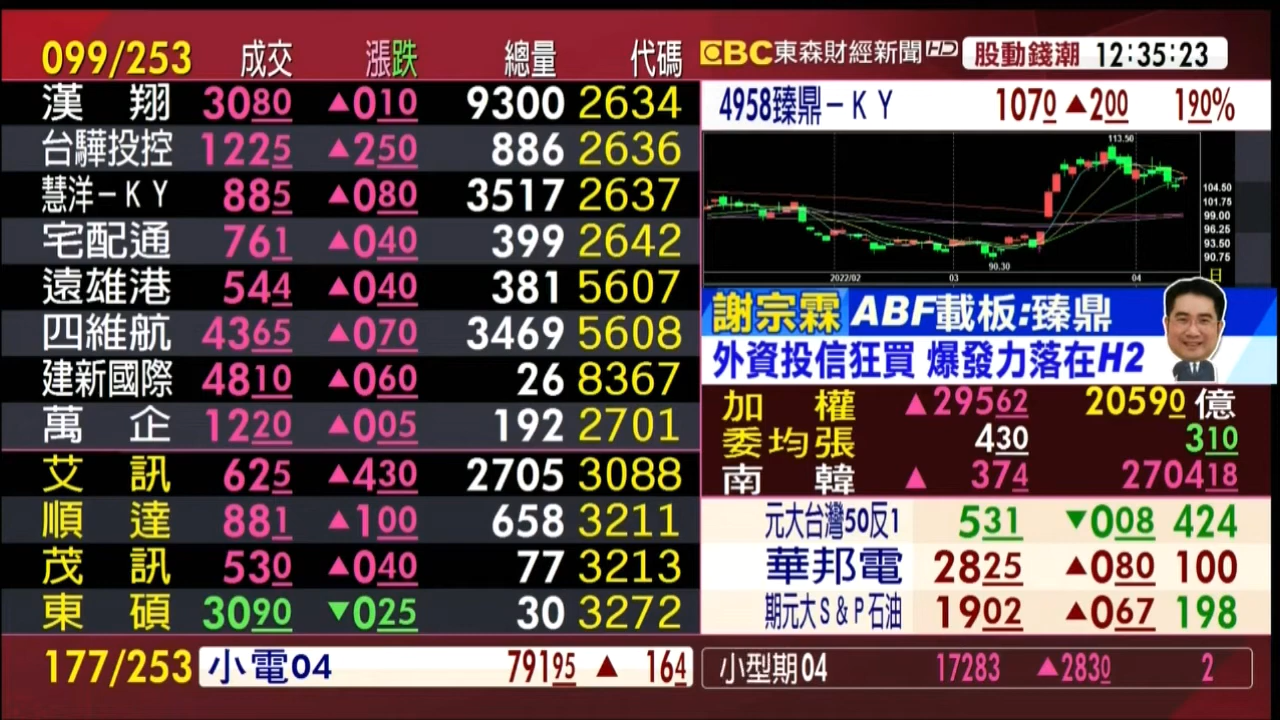 099/253 成交 漲跌 總量 代碼
漢翔 3080 ▲010 9300 2634
台驊投控 1225 ▲250 886 2636
慧洋－KY 885 ▲080 3517 2637
宅配通 761 ▲040 399 2642
遠雄港 544 ▲040 381 5607
四維航 4365 ▲070 3469 5608
建新國際 4810 ▲060 26 8367
萬企 1220 ▲005 192 2701
艾訊 625 ▲430 2705 3088
順達 881 ▲100 658 3211
茂訊 530 ▲040 77 3213
東碩 3090 ▼025 30 3272
177/253 小電04 79195 ▲ 164
EBC東森財經新聞HD 股動錢潮 12:35:23
4958臻鼎－KY 1070 ▲200 190%
113.50
104.50
101.75
99.00
96.25
93.50
90.75
90.30
2022/02 03 04 日
謝宗霖 ABF載板:臻鼎
外資投信狂買 爆發力落在H2
加權 ▲29562 20590億
委均張 430 310
南韓 ▲ 374 270418
元大台灣50反1 531 ▼008 424
華邦電 2825 ▲080 100
期元大S&P石油 1902 ▲067 198
小型期04 17283 ▲2830 2